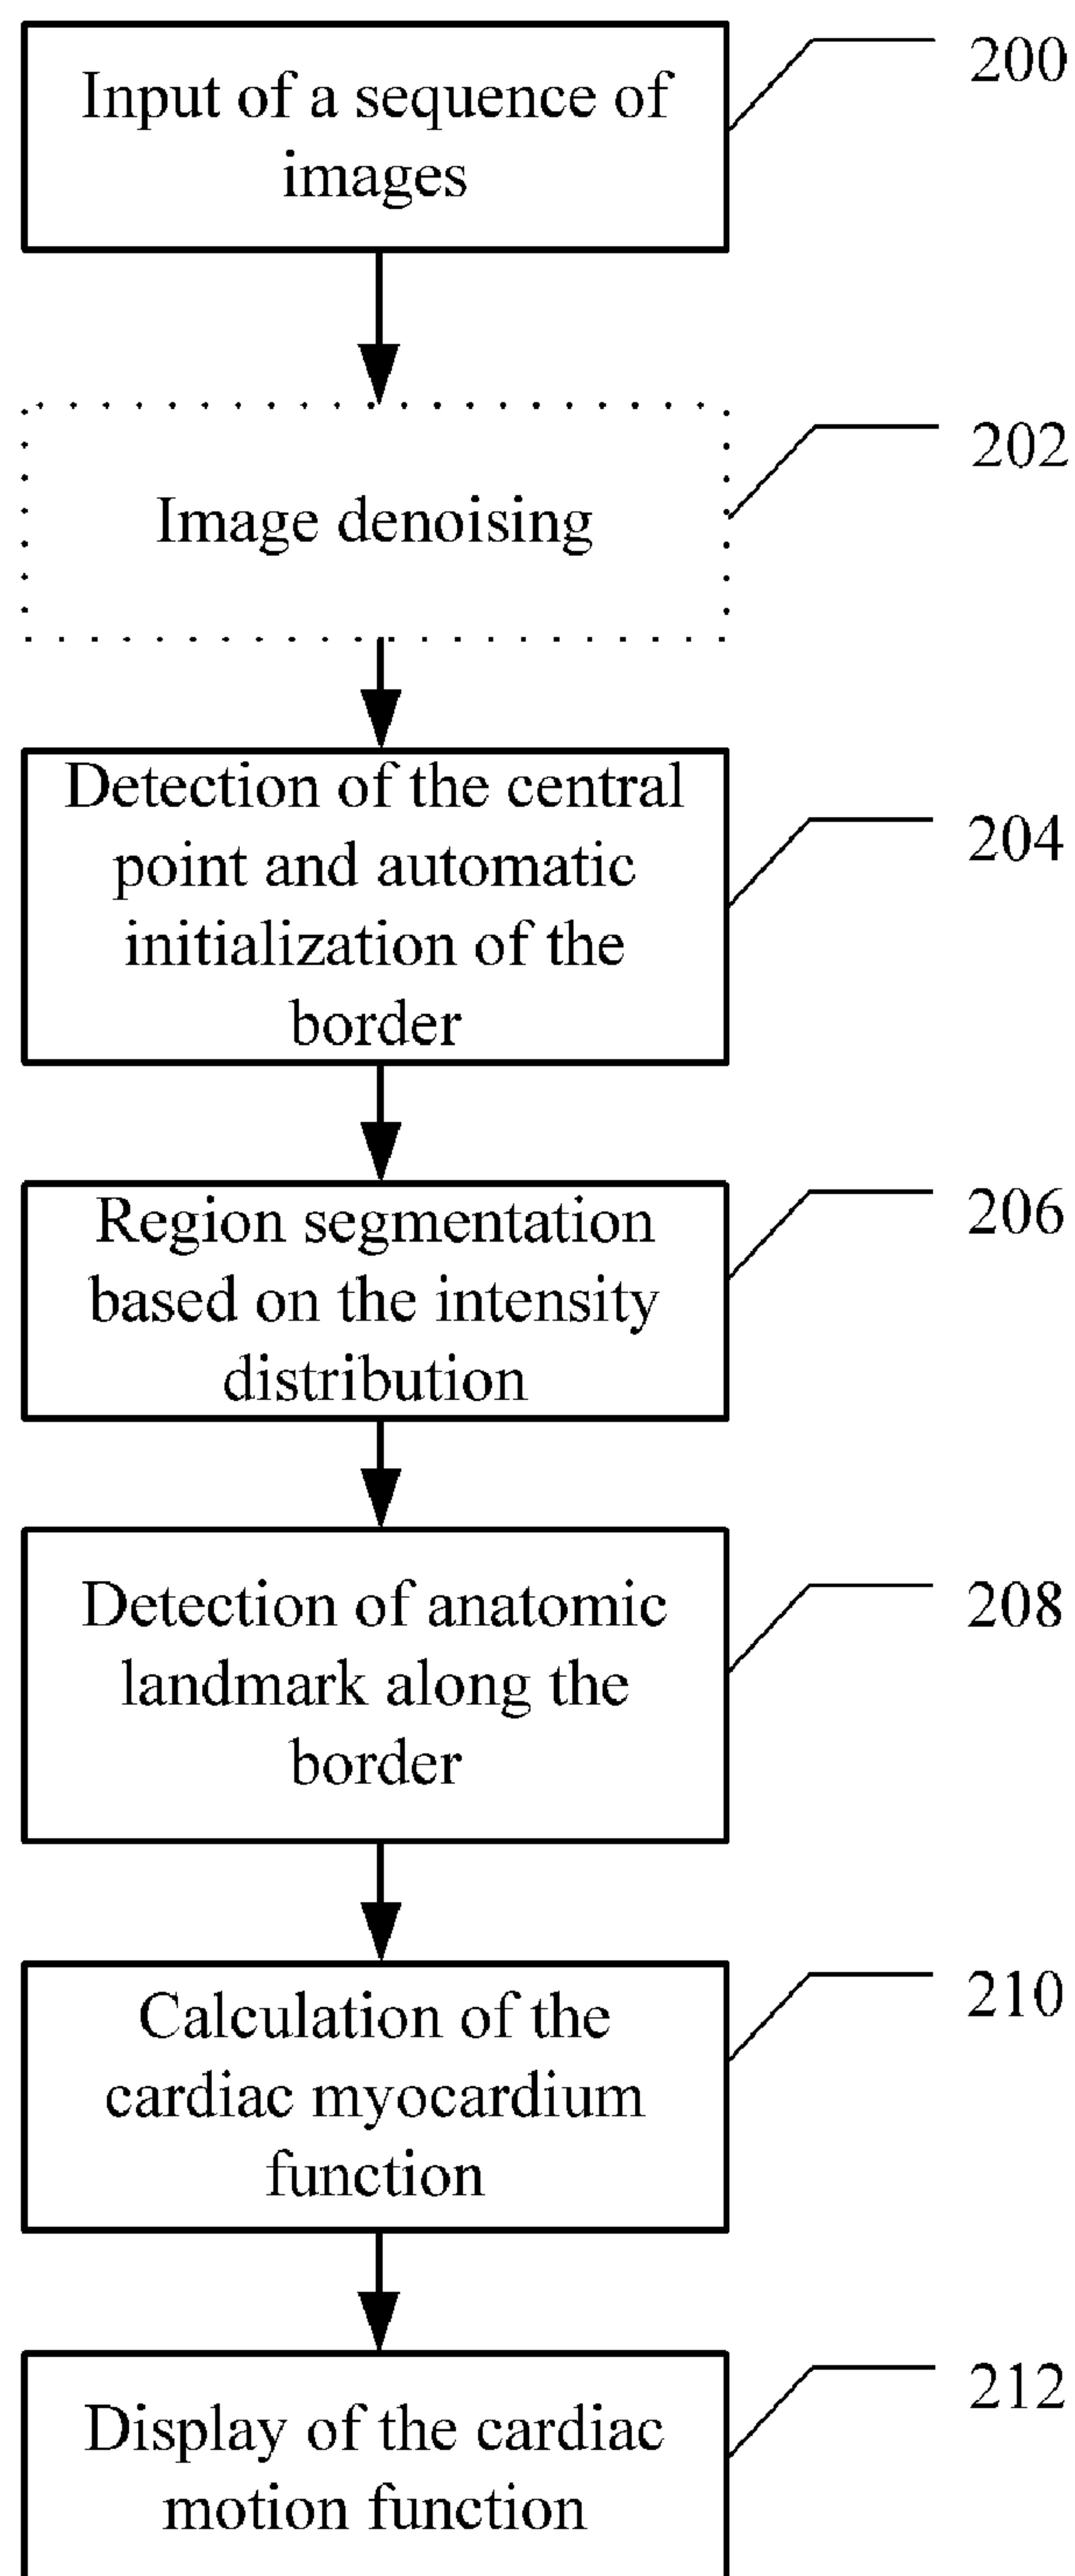 Input of a sequence of
images
200
Image denoising
202
Detection of the central
point and automatic
initialization of the
border
204
Region segmentation
based on the intensity
distribution
206
Detection of anatomic
landmark along the
border
208
Calculation of the
cardiac myocardium
function
210
Display of the cardiac
motion function
212